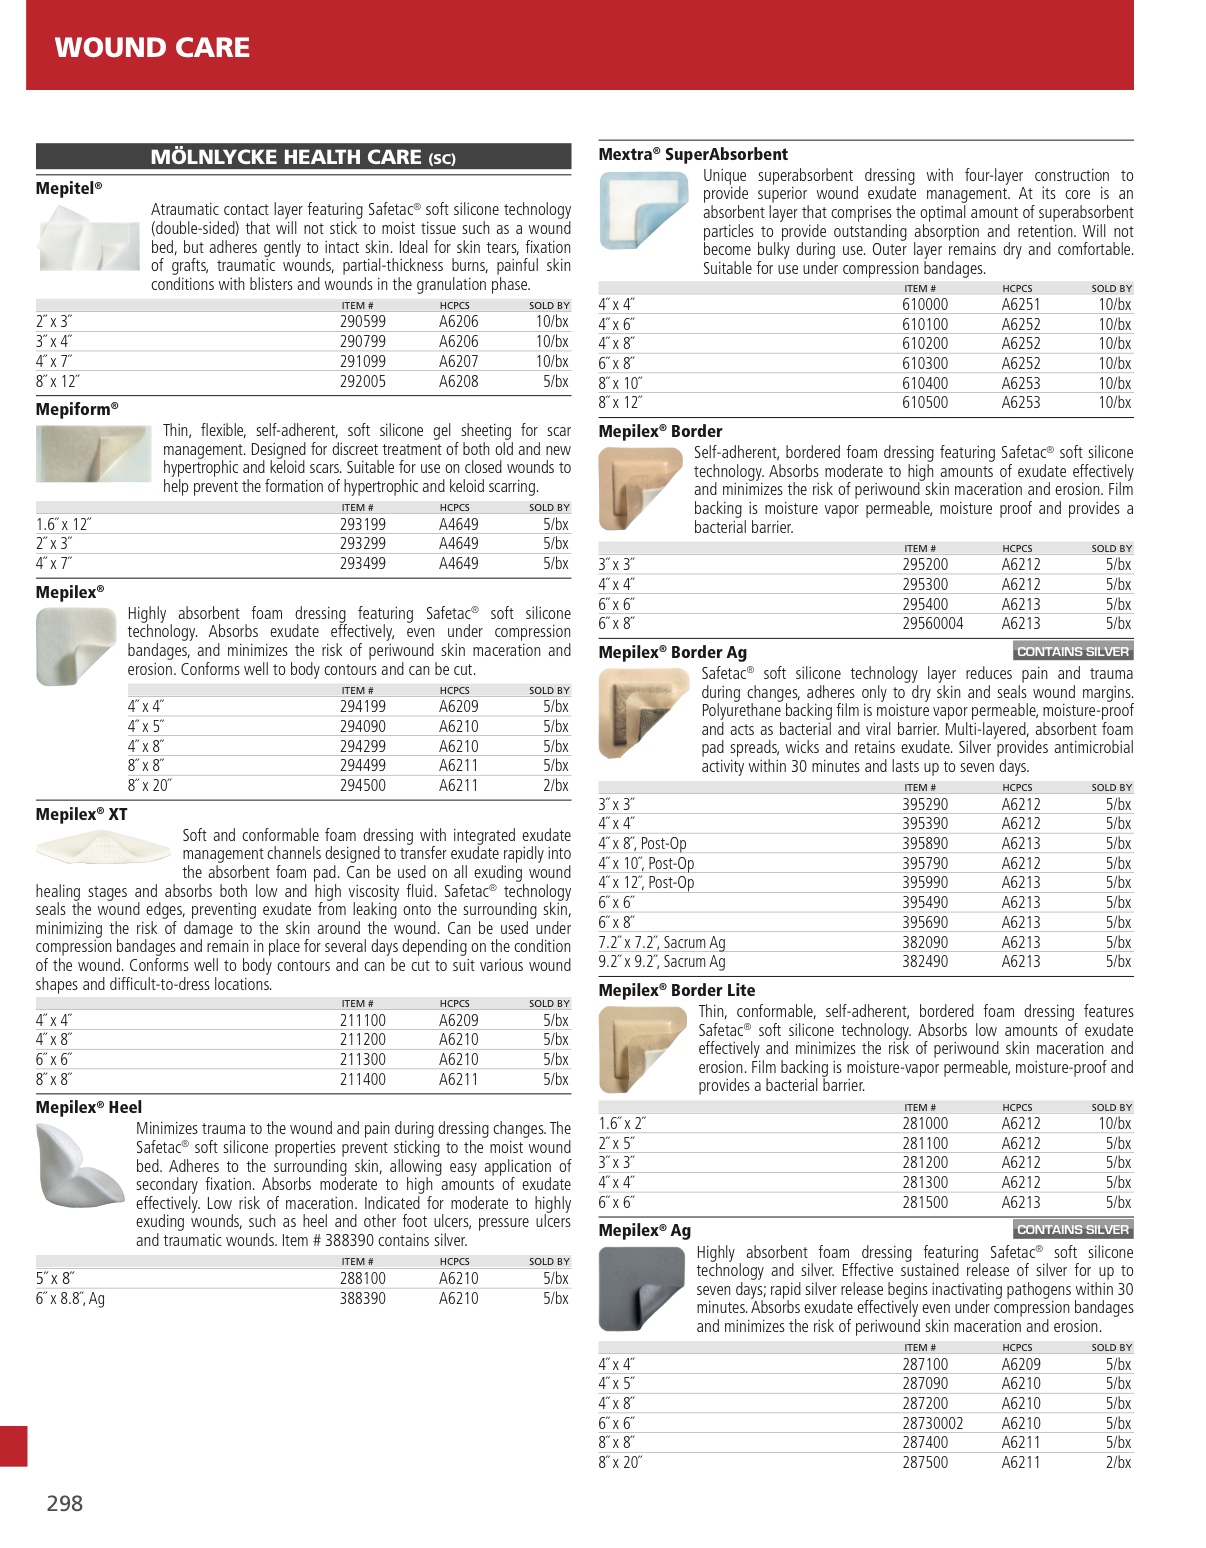 WOUND CARE
MÖLNLYCKE HEALTH CARE (SC)
Mepitel®
Atraumatic contact layer featuring Safetac® soft silicone technology
(double-sided) that will not stick to moist tissue such as a wound
bed, but adheres gently to intact skin. Ideal for skin tears, fixation
of grafts, traumatic wounds, partial-thickness burns, painful skin
conditions with blisters and wounds in the granulation phase.
ITEM # HCPCS SOLD BY
2˝ x 3˝ 290599 A6206 10/bx
3˝ x 4˝ 290799 A6206 10/bx
4˝ x 7˝ 291099 A6207 10/bx
8˝ x 12˝ 292005 A6208 5/bx
Mepiform®
Thin, flexible, self-adherent, soft silicone gel sheeting for scar
management. Designed for discreet treatment of both old and new
hypertrophic and keloid scars. Suitable for use on closed wounds to
help prevent the formation of hypertrophic and keloid scarring.
ITEM # HCPCS SOLD BY
1.6˝ x 12˝ 293199 A4649 5/bx
2˝ x 3˝ 293299 A4649 5/bx
4˝ x 7˝ 293499 A4649 5/bx
Mepilex®
Highly absorbent foam dressing featuring Safetac® soft silicone
technology. Absorbs exudate effectively, even under compression
bandages, and minimizes the risk of periwound skin maceration and
erosion. Conforms well to body contours and can be cut.
ITEM # HCPCS SOLD BY
4˝ x 4˝ 294199 A6209 5/bx
4˝ x 5˝ 294090 A6210 5/bx
4˝ x 8˝ 294299 A6210 5/bx
8˝ x 8˝ 294499 A6211 5/bx
8˝ x 20˝ 294500 A6211 2/bx
Mepilex® XT
Soft and conformable foam dressing with integrated exudate
management channels designed to transfer exudate rapidly into
the absorbent foam pad. Can be used on all exuding wound
healing stages and absorbs both low and high viscosity fluid. Safetac® technology
seals the wound edges, preventing exudate from leaking onto the surrounding skin,
minimizing the risk of damage to the skin around the wound. Can be used under
compression bandages and remain in place for several days depending on the condition
of the wound. Conforms well to body contours and can be cut to suit various wound
shapes and difficult-to-dress locations.
ITEM # HCPCS SOLD BY
4˝ x 4˝ 211100 A6209 5/bx
4˝ x 8˝ 211200 A6210 5/bx
6˝ x 6˝ 211300 A6210 5/bx
8˝ x 8˝ 211400 A6211 5/bx
Mepilex® Heel
Minimizes trauma to the wound and pain during dressing changes. The
Safetac® soft silicone properties prevent sticking to the moist wound
bed. Adheres to the surrounding skin, allowing easy application of
secondary fixation. Absorbs moderate to high amounts of exudate
effectively. Low risk of maceration. Indicated for moderate to highly
exuding wounds, such as heel and other foot ulcers, pressure ulcers
and traumatic wounds. Item # 388390 contains silver.
ITEM # HCPCS SOLD BY
5˝ x 8˝ 288100 A6210 5/bx
6˝ x 8.8˝, Ag 388390 A6210 5/bx
Mextra® SuperAbsorbent
Unique superabsorbent dressing with four-layer construction to
provide superior wound exudate management. At its core is an
absorbent layer that comprises the optimal amount of superabsorbent
particles to provide outstanding absorption and retention. Will not
become bulky during use. Outer layer remains dry and comfortable.
Suitable for use under compression bandages.
ITEM # HCPCS SOLD BY
4˝ x 4˝ 610000 A6251 10/bx
4˝ x 6˝ 610100 A6252 10/bx
4˝ x 8˝ 610200 A6252 10/bx
6˝ x 8˝ 610300 A6252 10/bx
8˝ x 10˝ 610400 A6253 10/bx
8˝ x 12˝ 610500 A6253 10/bx
Mepilex® Border
Self-adherent, bordered foam dressing featuring Safetac® soft silicone
technology. Absorbs moderate to high amounts of exudate effectively
and minimizes the risk of periwound skin maceration and erosion. Film
backing is moisture vapor permeable, moisture proof and provides a
bacterial barrier.
ITEM # HCPCS SOLD BY
3˝ x 3˝ 295200 A6212 5/bx
4˝ x 4˝ 295300 A6212 5/bx
6˝ x 6˝ 295400 A6213 5/bx
6˝ x 8˝ 29560004 A6213 5/bx
Mepilex® Border Ag CONTAINS SILVER
Safetac® soft silicone technology layer reduces pain and trauma
during changes, adheres only to dry skin and seals wound margins.
Polyurethane backing film is moisture vapor permeable, moisture-proof
and acts as bacterial and viral barrier. Multi-layered, absorbent foam
pad spreads, wicks and retains exudate. Silver provides antimicrobial
activity within 30 minutes and lasts up to seven days.
ITEM # HCPCS SOLD BY
3˝ x 3˝ 395290 A6212 5/bx
4˝ x 4˝ 395390 A6212 5/bx
4˝ x 8˝, Post-Op 395890 A6213 5/bx
4˝ x 10˝, Post-Op 395790 A6212 5/bx
4˝ x 12˝, Post-Op 395990 A6213 5/bx
6˝ x 6˝ 395490 A6213 5/bx
6˝ x 8˝ 395690 A6213 5/bx
7.2˝ x 7.2˝, Sacrum Ag 382090 A6213 5/bx
9.2˝ x 9.2˝, Sacrum Ag 382490 A6213 5/bx
Mepilex® Border Lite
Thin, conformable, self-adherent, bordered foam dressing features
Safetac® soft silicone technology. Absorbs low amounts of exudate
effectively and minimizes the risk of periwound skin maceration and
erosion. Film backing is moisture-vapor permeable, moisture-proof and
provides a bacterial barrier.
ITEM # HCPCS SOLD BY
1.6˝ x 2˝ 281000 A6212 10/bx
2˝ x 5˝ 281100 A6212 5/bx
3˝ x 3˝ 281200 A6212 5/bx
4˝ x 4˝ 281300 A6212 5/bx
6˝ x 6˝ 281500 A6213 5/bx
Mepilex® Ag CONTAINS SILVER
Highly absorbent foam dressing featuring Safetac® soft silicone
technology and silver. Effective sustained release of silver for up to
seven days; rapid silver release begins inactivating pathogens within 30
minutes. Absorbs exudate effectively even under compression bandages
and minimizes the risk of periwound skin maceration and erosion.
ITEM # HCPCS SOLD BY
4˝ x 4˝ 287100 A6209 5/bx
4˝ x 5˝ 287090 A6210 5/bx
4˝ x 8˝ 287200 A6210 5/bx
6˝ x 6˝ 28730002 A6210 5/bx
8˝ x 8˝ 287400 A6211 5/bx
8˝ x 20˝ 287500 A6211 2/bx
298